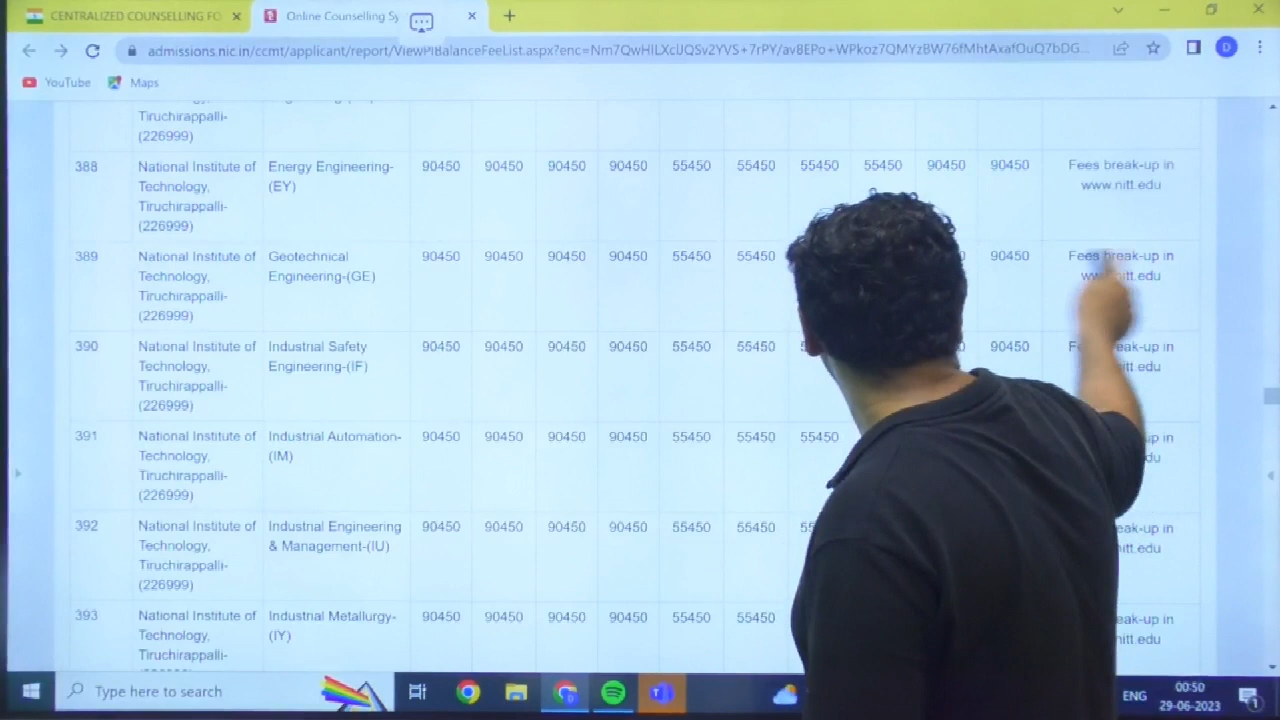 CENTRALIZED COUNSELLING FO
Online Counselling Sy
admissions.nic.in/ccmt/applicant/report/
YouTube Maps
Tiruchirappalli-
(226999)
388 National Institute of Energy Engineering- 90450 90450 90450 90450 55450 55450 55450 55450 90450 90450 Fees break-up in
Technology, (EY) www.nitt.edu
Tiruchirappalli-
(226999)
389 National Institute of Geotechnical 90450 90450 90450 90450 55450 55450 90450 Fees break-up in
Technology, Engineering-(GE)
Tiruchirappalli-
(226999)
390 National Institute of Industrial Safety 90450 90450 90450 90450 55450 55450 90450
Technology, Engineering-(IF)
Tiruchirappalli-
(226999)
391 National Institute of Industrial Automation- 90450 90450 90450 90450 55450 55450 55450
Technology, (IM)
Tiruchirappalli-
(226999)
392 National Institute of Industrial Engineering 90450 90450 90450 90450 55450 55450
Technology, & Management-(IU)
Tiruchirappalli-
(226999)
393 National Institute of Industrial Metallurgy- 90450 90450 90450 90450 55450 55450
Technology, (IY)
Tiruchirappalli-
Type here to search
ENG 00:50
29-06-2023